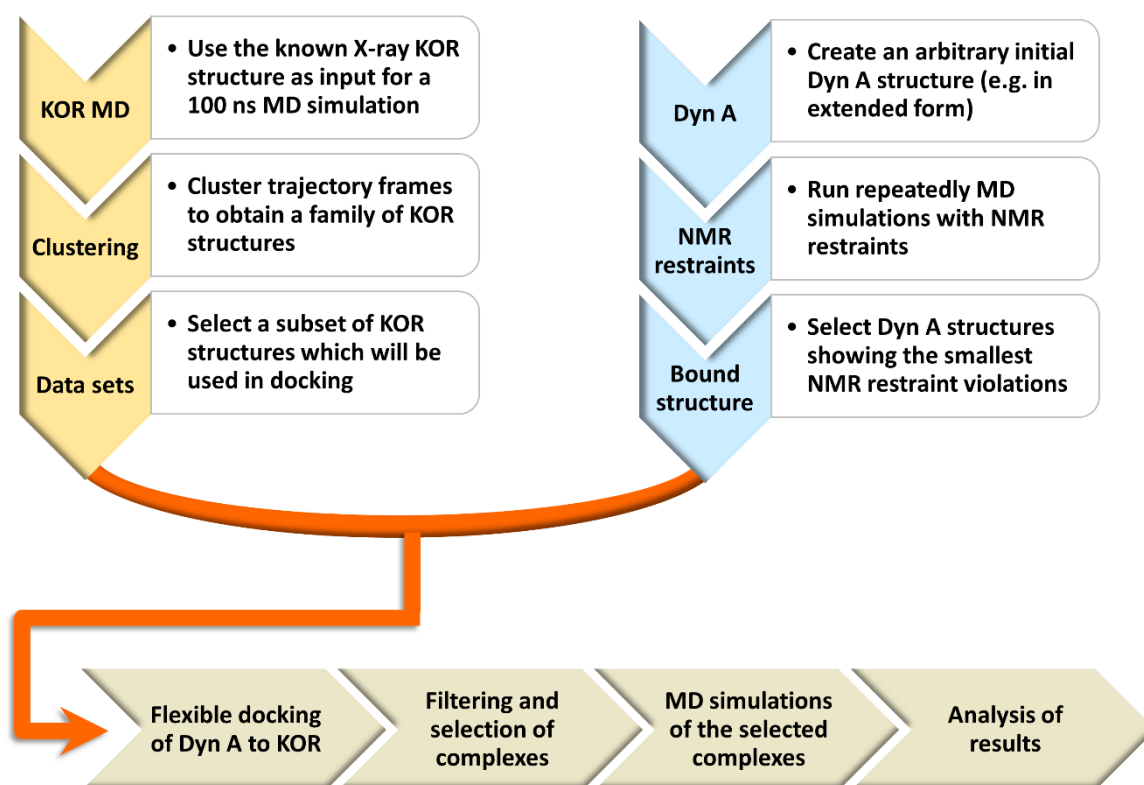 KOR MD
• Use the known X-ray KOR
structure as input for a
100 ns MD simulation
Clustering
• Cluster trajectory frames
to obtain a family of KOR
structures
Data sets
• Select a subset of KOR
structures which will be
used in docking
Dyn A
• Create an arbitrary initial
Dyn A structure (e.g. in
extended form)
NMR
restraints
• Run repeatedly MD
simulations with NMR
restraints
Bound
structure
• Select Dyn A structures
showing the smallest
NMR restraint violations
Flexible docking
of Dyn A to KOR
Filtering and
selection of
complexes
MD simulations
of the selected
complexes
Analysis of
results